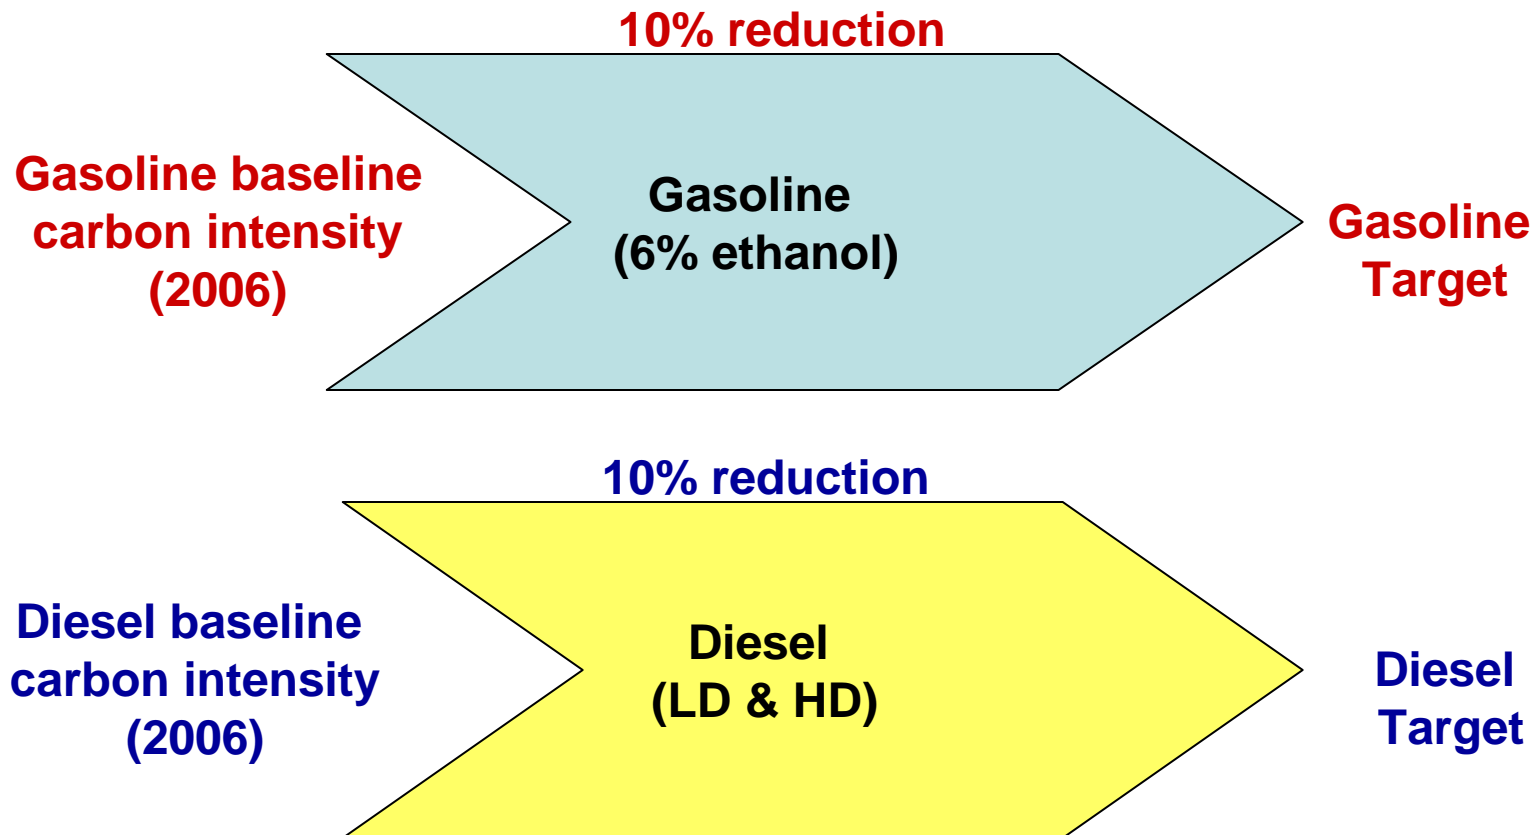 10% reduction
Gasoline baseline
carbon intensity
(2006)
Gasoline
(6% ethanol)
Gasoline
Target
10% reduction
Diesel baseline
carbon intensity
(2006)
Diesel
(LD & HD)
Diesel
Target